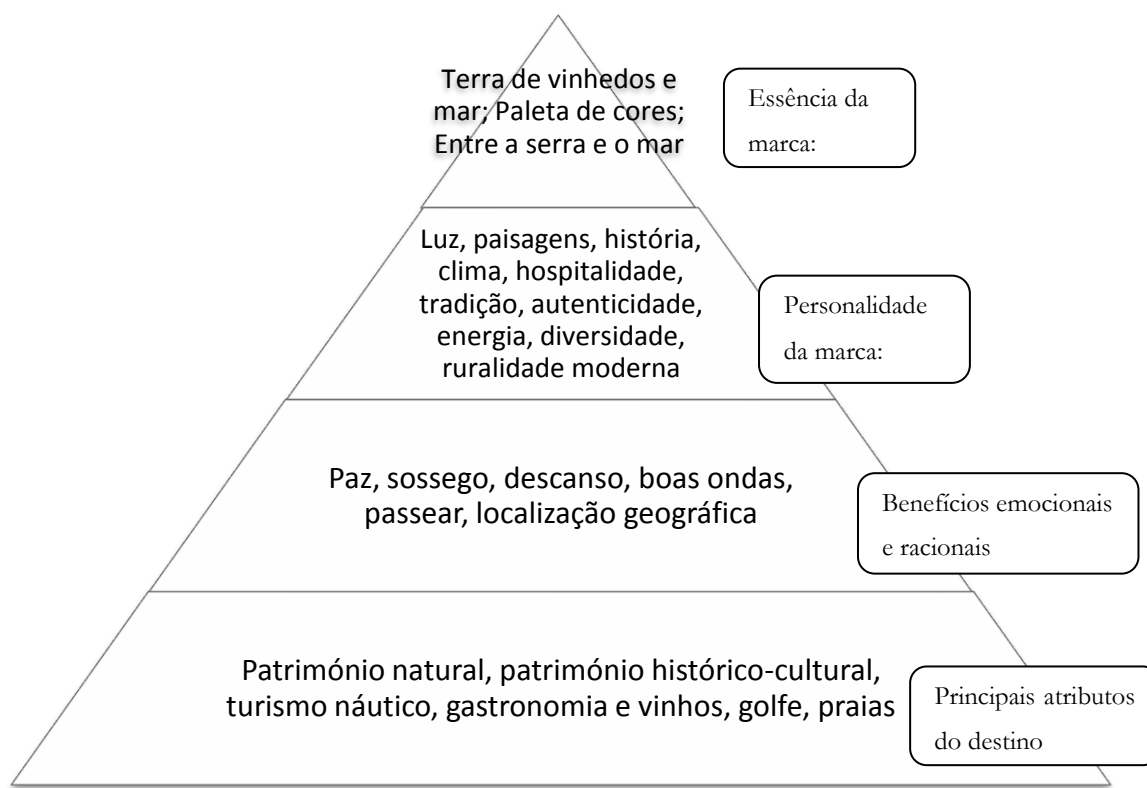 Terra de vinhedos e
mar; Paleta de cores;
Entre a serra e o mar
Essência da
marca:
Luz, paisagens, história,
clima, hospitalidade,
tradição, autenticidade,
energia, diversidade,
ruralidade moderna
Personalidade
da marca:
Paz, sossego, descanso, boas ondas,
passear, localização geográfica
Benefícios emocionais
e racionais
Património natural, património histórico-cultural,
turismo náutico, gastronomia e vinhos, golfe, praias
Principais atributos
do destino